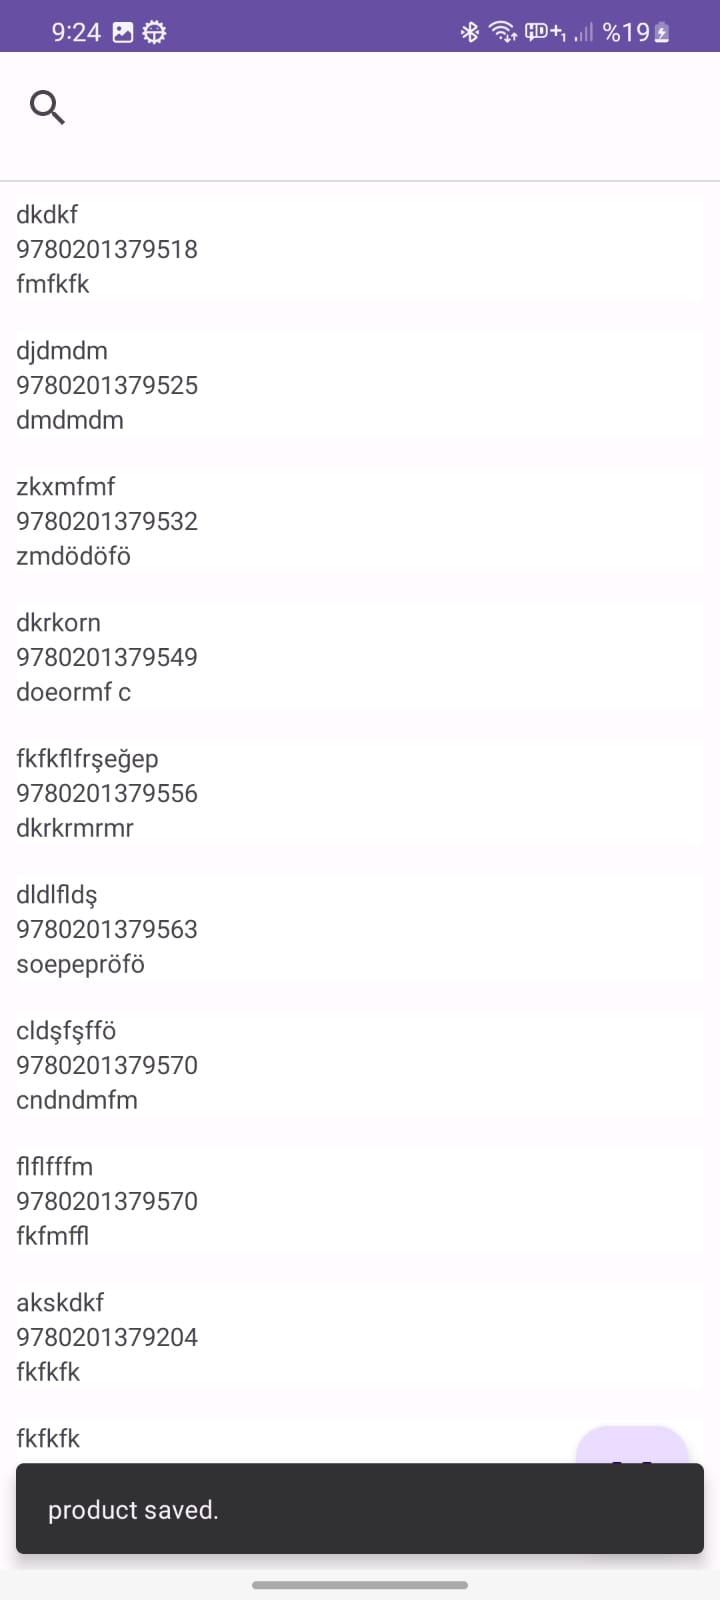 9:24 %19
dkdkf
9780201379518
fmfkfk
djdmdm
9780201379525
dmdmdm
zkxmfmf
9780201379532
zmdödöfö
dkrkorn
9780201379549
doeormf c
fkfkflfrşeğep
9780201379556
dkrkrmrmr
dldlfldş
9780201379563
soepepröfö
cldşfşffö
9780201379570
cndndmfm
flflfffm
9780201379570
fkfmffl
akskdkf
9780201379204
fkfkfk
fkfkfk
product saved.